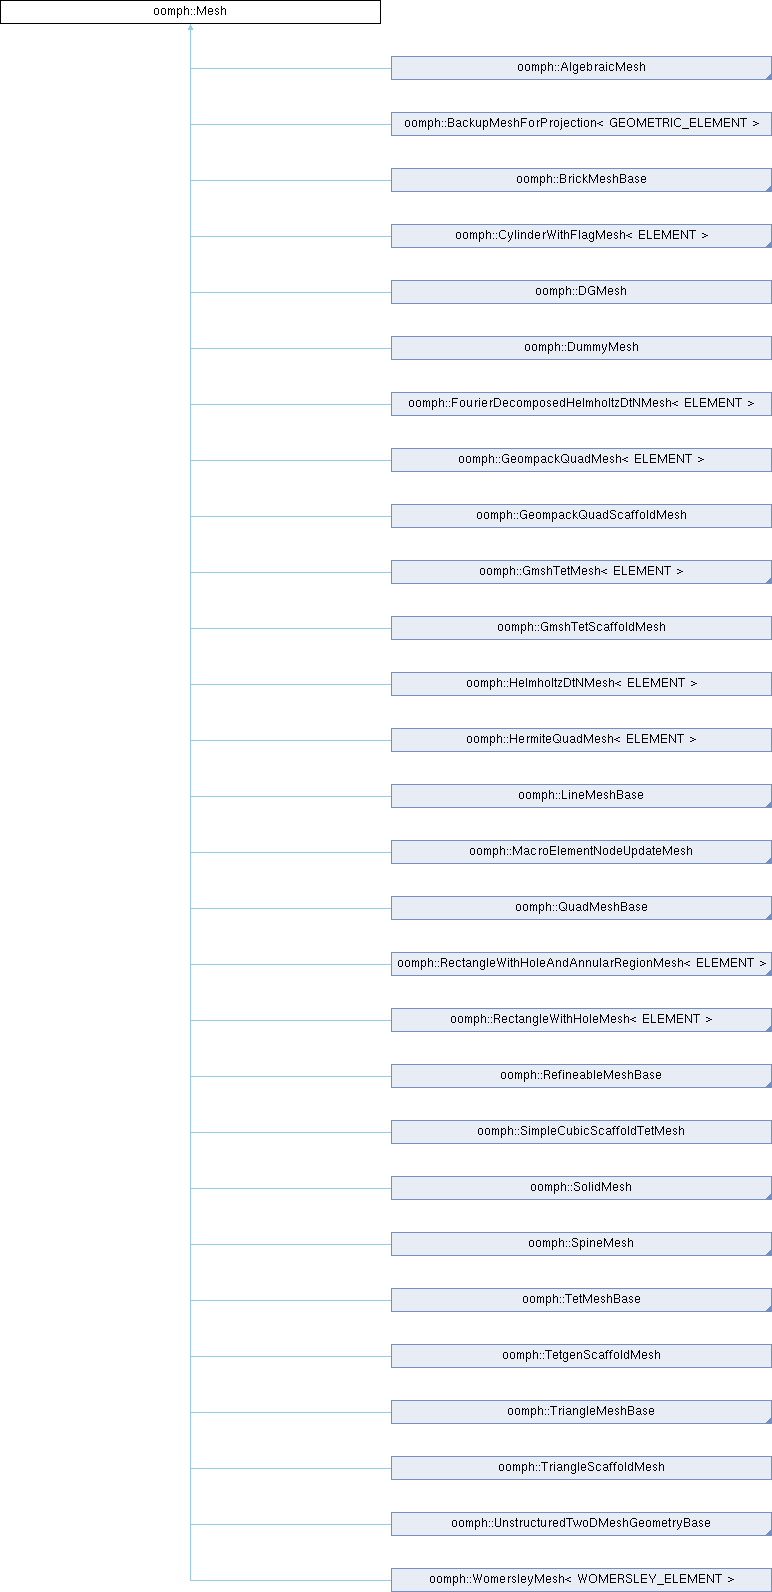 oomph::Mesh
oomph::AlgebraicMesh
oomph::BackupMeshForProjection< GEOMETRIC_ELEMENT >
oomph::BrickMeshBase
oomph::CylinderWithFlagMesh< ELEMENT >
oomph::DGMesh
oomph::DummyMesh
oomph::FourierDecomposedHelmholtzDtNMesh< ELEMENT >
oomph::GeompackQuadMesh< ELEMENT >
oomph::GeompackQuadScaffoldMesh
oomph::GmshTetMesh< ELEMENT >
oomph::GmshTetScaffoldMesh
oomph::HelmholtzDtNMesh< ELEMENT >
oomph::HermiteQuadMesh< ELEMENT >
oomph::LineMeshBase
oomph::MacroElementNodeUpdateMesh
oomph::QuadMeshBase
oomph::RectangleWithHoleAndAnnularRegionMesh< ELEMENT >
oomph::RectangleWithHoleMesh< ELEMENT >
oomph::RefineableMeshBase
oomph::SimpleCubicScaffoldTetMesh
oomph::SolidMesh
oomph::SpineMesh
oomph::TetMeshBase
oomph::TetgenScaffoldMesh
oomph::TriangleMeshBase
oomph::TriangleScaffoldMesh
oomph::UnstructuredTwoDMeshGeometryBase
oomph::WomersleyMesh< WOMERSLEY_ELEMENT >